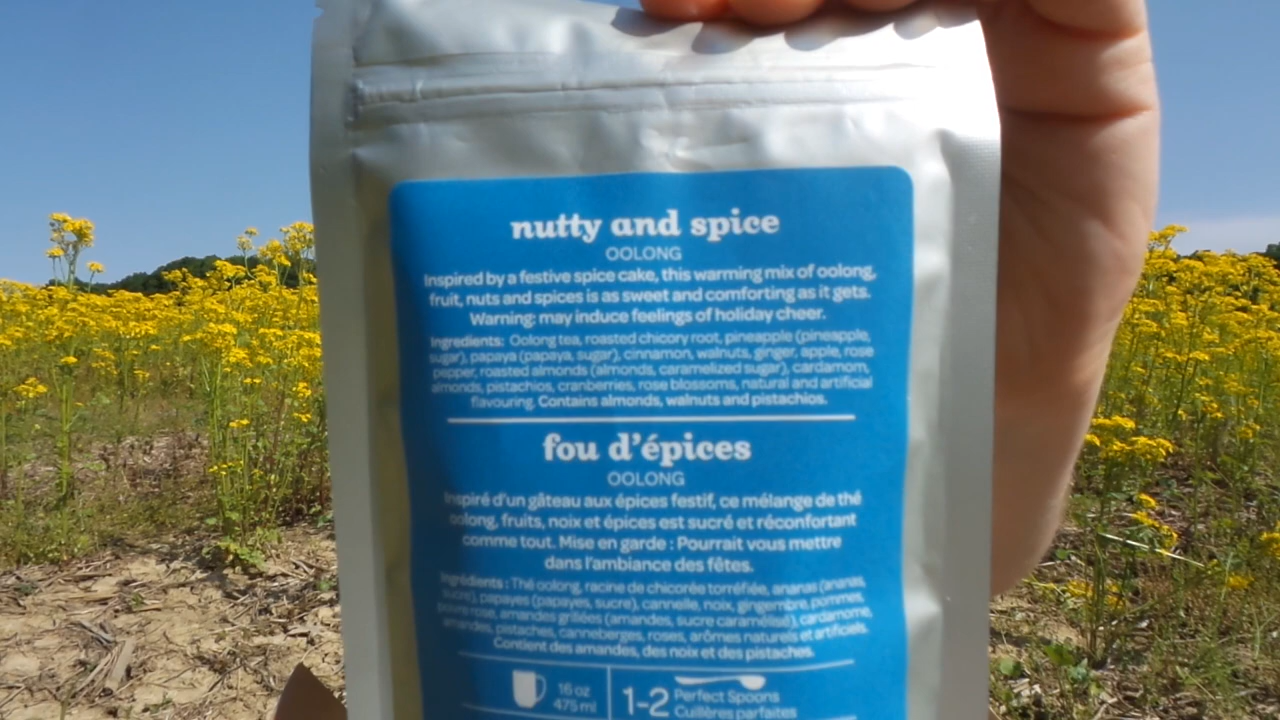 nutty and spice
OOLONG
Inspired by a festive spice cake, this warming mix of oolong,
fruit, nuts and spices is as sweet and comforting as it gets.
Warning: may induce feelings of holiday cheer.
Ingredients: Oolong tea, roasted chicory root, pineapple (pineapple,
sugar), papaya (papaya, sugar), cinnamon, walnuts, ginger, apple, rose
pepper, roasted almonds (almonds, caramelized sugar), cardamom,
almonds, pistachios, cranberries, rose blossoms, natural and artificial
flavouring. Contains almonds, walnuts and pistachios.
fou d'épices
OOLONG
Inspiré d'un gâteau aux épices festif, ce mélange de thé
oolong, fruits, noix et épices est sucré et réconfortant
comme tout. Mise en garde : Pourrait vous mettre
dans l'ambiance des fêtes.
Ingrédients : Thé oolong, racine de chicorée torréfiée, ananas (ananas,
sucre), papayes (papayes, sucre), cannelle, noix, gingembre, pommes,
poivre rose, amandes grillées (amandes, sucre caramélisé), cardamome,
amandes, pistaches, canneberges, roses, arômes naturels et artificiels.
Contient des amandes, des noix et des pistaches.
16 oz
475 ml
1-2 Perfect Spoons
Cuillères parfaites